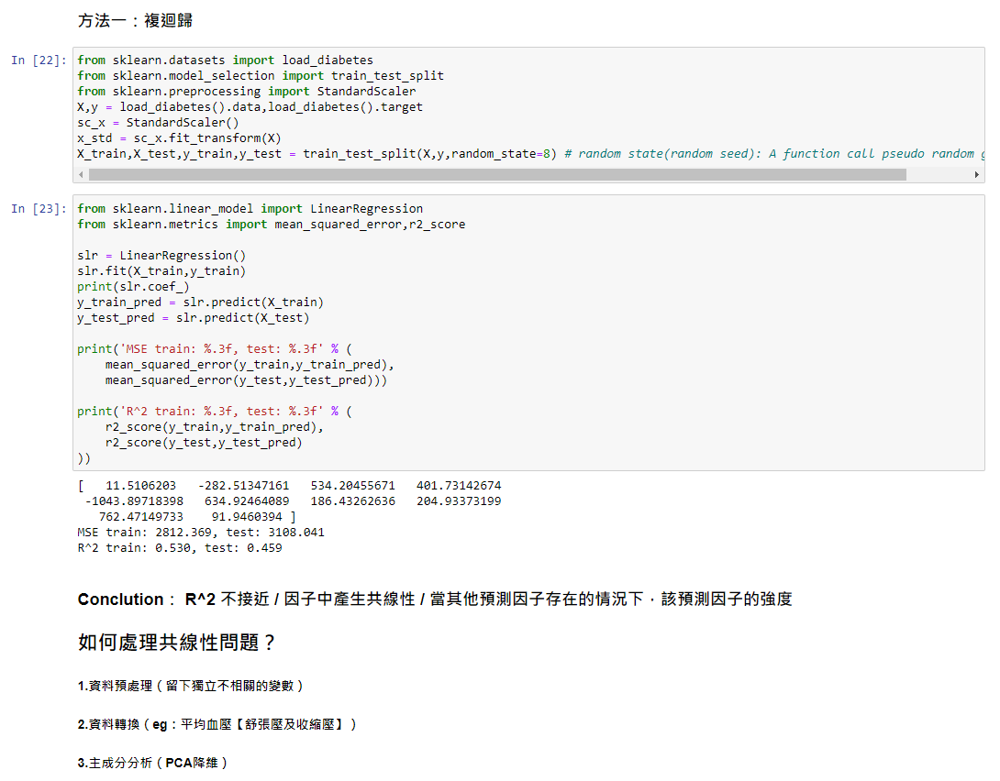 方法一：複迴歸
In [22]: from sklearn.datasets import load_diabetes
from sklearn.model_selection import train_test_split
from sklearn.preprocessing import StandardScaler
X,y = load_diabetes().data,load_diabetes().target
sc_x = StandardScaler()
x_std = sc_x.fit_transform(X)
X_train,X_test,y_train,y_test = train_test_split(X,y,random_state=8) # random state(random seed): A function call pseudo random
In [23]: from sklearn.linear_model import LinearRegression
from sklearn.metrics import mean_squared_error,r2_score
slr = LinearRegression()
slr.fit(X_train,y_train)
print(slr.coef_)
y_train_pred = slr.predict(X_train)
y_test_pred = slr.predict(X_test)
print('MSE train: %.3f, test: %.3f' % (
    mean_squared_error(y_train,y_train_pred),
    mean_squared_error(y_test,y_test_pred)))
print('R^2 train: %.3f, test: %.3f' % (
    r2_score(y_train,y_train_pred),
    r2_score(y_test,y_test_pred)
))
[   11.5106203   -282.51347161   534.20455671   401.73142674
 -1043.89718398   634.92464089   186.43262636   204.93373199
   762.47149733    91.9460394 ]
MSE train: 2812.369, test: 3108.041
R^2 train: 0.530, test: 0.459
Conclution： R^2 不接近 / 因子中產生共線性 / 當其他預測因子存在的情況下，該預測因子的強度
如何處理共線性問題？
1.資料預處理（留下獨立不相關的變數）
2.資料轉換（eg：平均血壓【舒張壓及收縮壓】）
3.主成分分析（PCA降維）